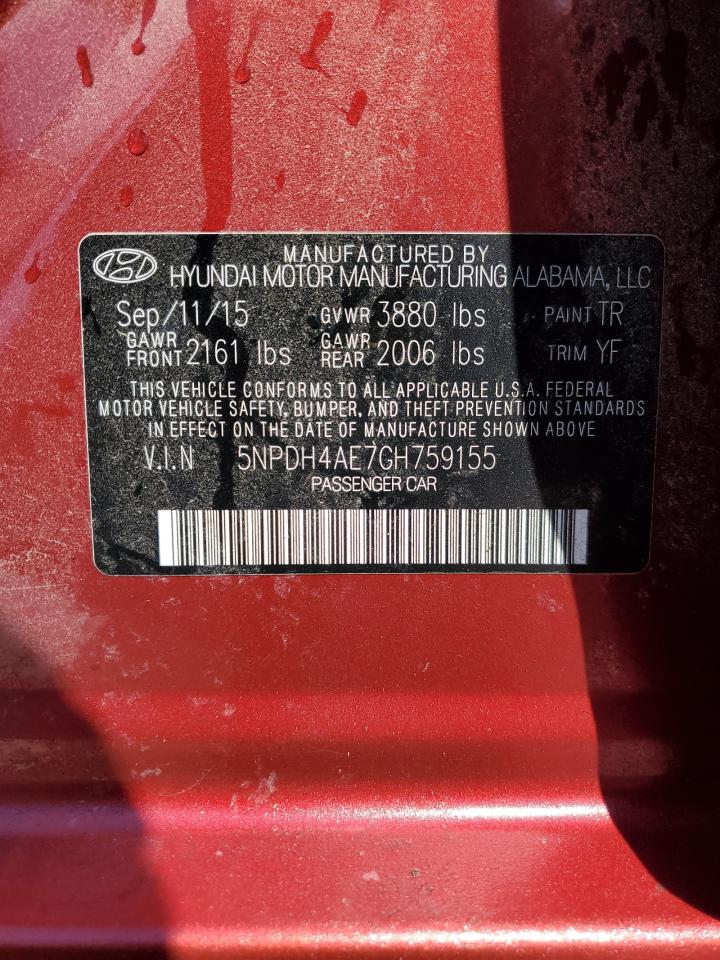 MANUFACTURED BY
HYUNDAI MOTOR MANUFACTURING ALABAMA, LLC
Sep/11/15 GVWR 3880 lbs PAINT TR
GAWR FRONT 2161 lbs GAWR REAR 2006 lbs TRIM YF
THIS VEHICLE CONFORMS TO ALL APPLICABLE U.S.A. FEDERAL
MOTOR VEHICLE SAFETY, BUMPER, AND THEFT PREVENTION STANDARDS
IN EFFECT ON THE DATE OF MANUFACTURE SHOWN ABOVE
V.I.N 5NPDH4AE7GH759155
PASSENGER CAR